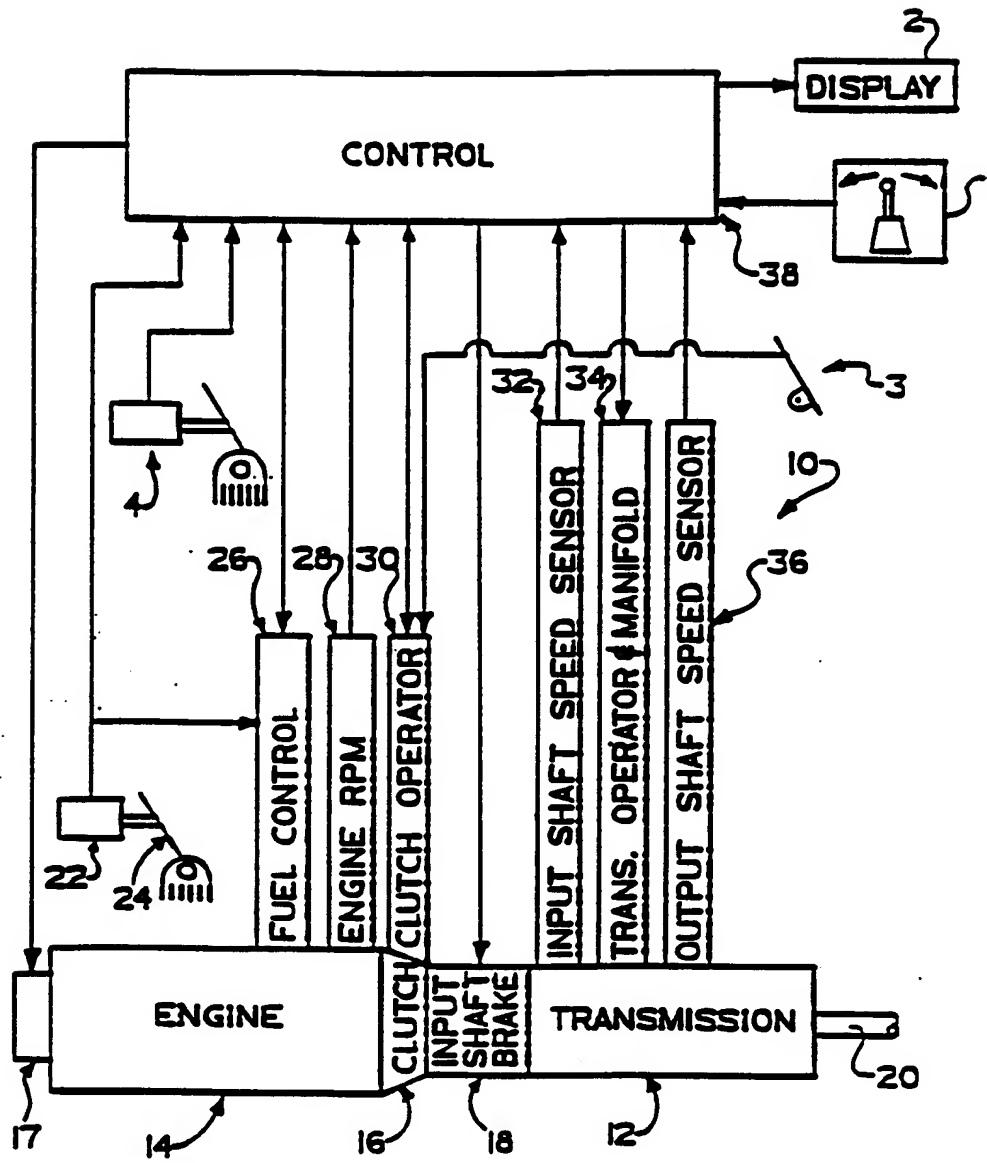 2
DISPLAY
CONTROL
38
3
32
34
10
4
26
28
30
36
FUEL CONTROL
ENGINE RPM
CLUTCH OPERATOR
INPUT SHAFT SPEED SENSOR
TRANS. OPERATOR & MANIFOLD
OUTPUT SHAFT SPEED SENSOR
22
24
ENGINE
CLUTCH
INPUT
SHAFT
BRAKE
TRANSMISSION
20
17
14
16
18
12